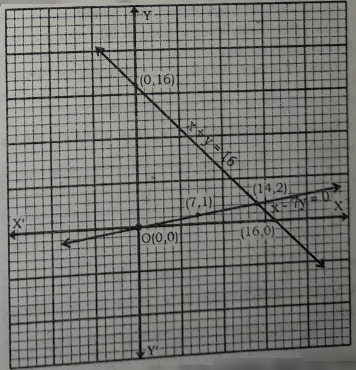 Y
(0,16)
x + y = 16
(14,2)
(7,1)
x − 7y = 0
X'
X
O(0,0)
(16,0)
Y'